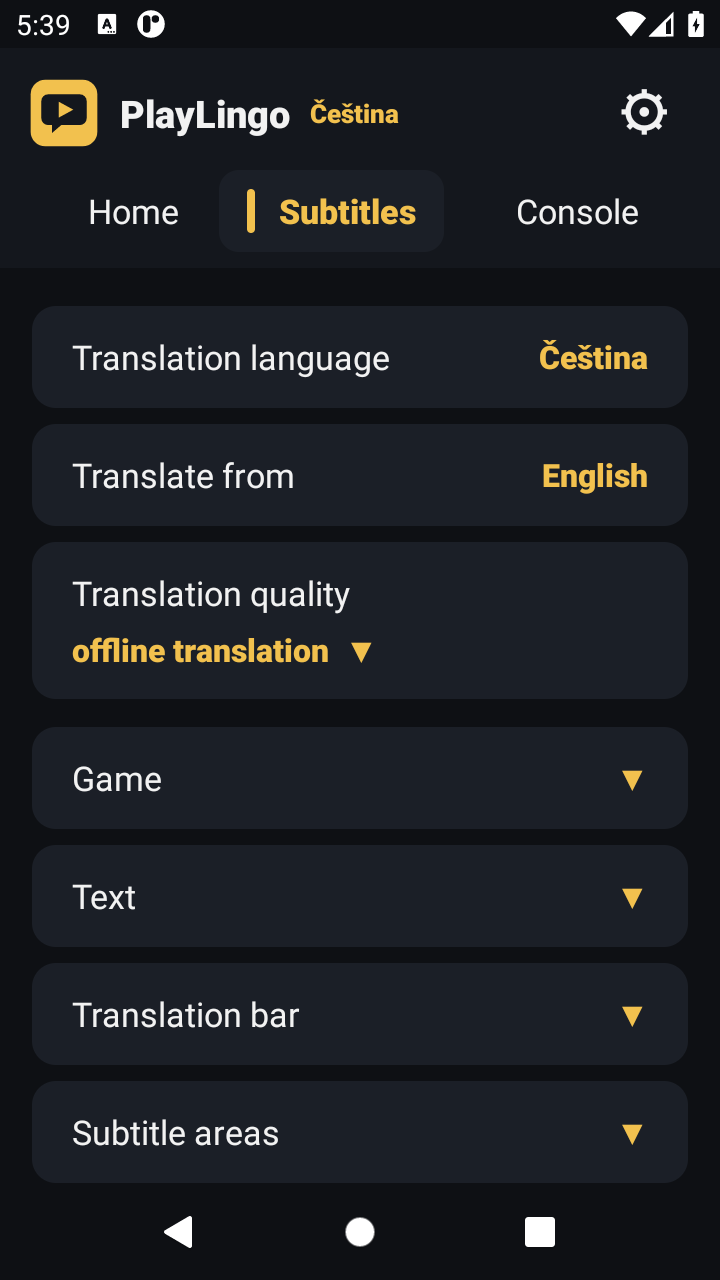 5:39
PlayLingo Čeština
Home Subtitles Console
Translation language Čeština
Translate from English
Translation quality
offline translation ▼
Game ▼
Text ▼
Translation bar ▼
Subtitle areas ▼